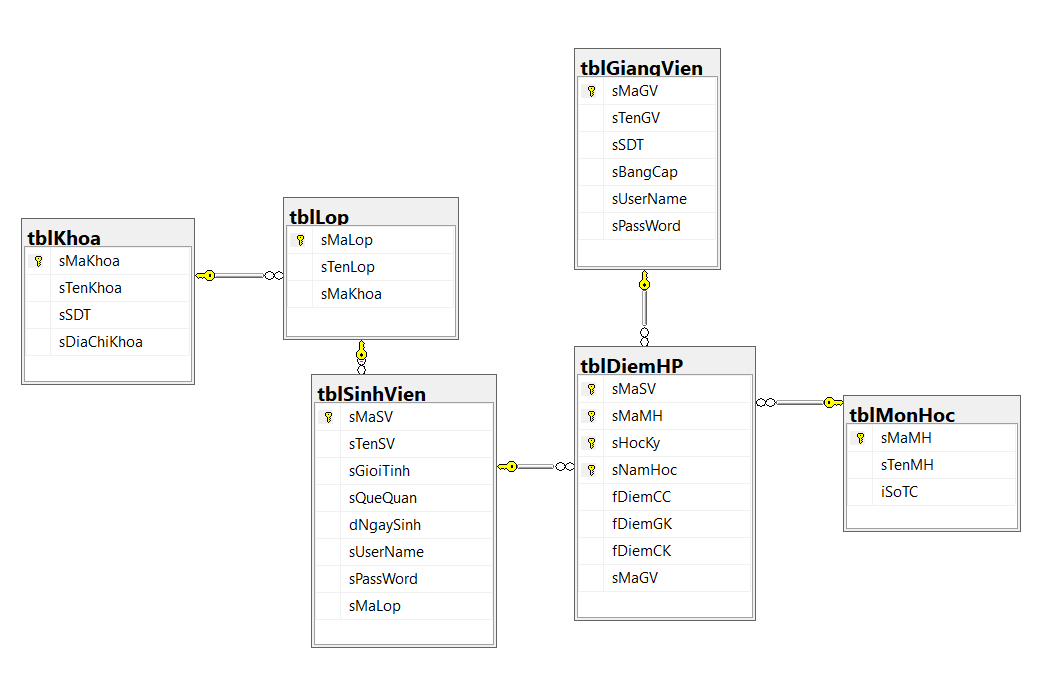 tblKhoa
sMaKhoa
sTenKhoa
sSDT
sDiaChiKhoa
tblLop
sMaLop
sTenLop
sMaKhoa
tblSinhVien
sMaSV
sTenSV
sGioiTinh
sQueQuan
dNgaySinh
sUserName
sPassWord
sMaLop
tblGiangVien
sMaGV
sTenGV
sSDT
sBangCap
sUserName
sPassWord
tblDiemHP
sMaSV
sMaMH
sHocKy
sNamHoc
fDiemCC
fDiemGK
fDiemCK
sMaGV
tblMonHoc
sMaMH
sTenMH
iSoTC